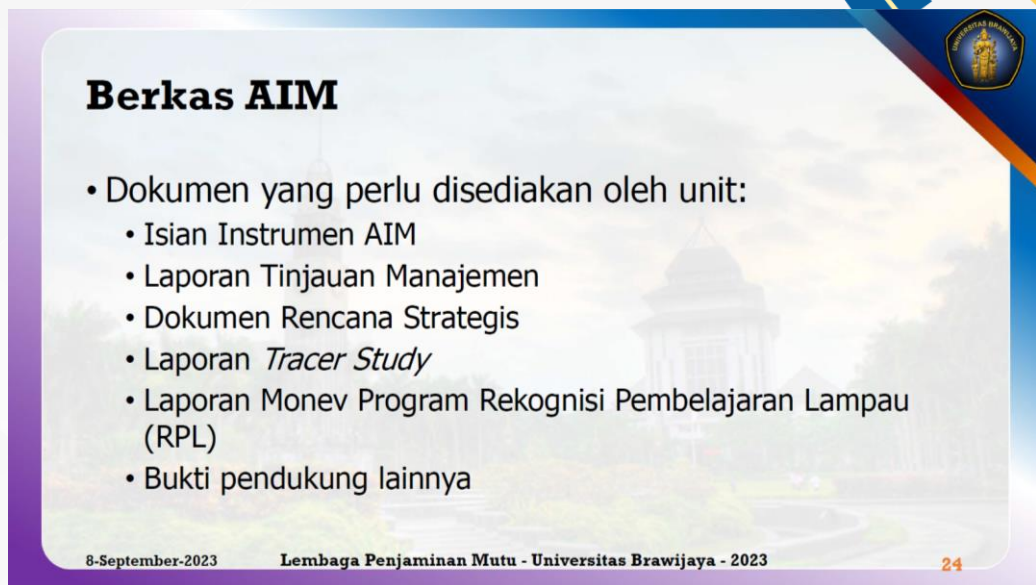 UNIVERSITAS BRAWIJAYA
Berkas AIM
• Dokumen yang perlu disediakan oleh unit:
• Isian Instrumen AIM
• Laporan Tinjauan Manajemen
• Dokumen Rencana Strategis
• Laporan Tracer Study
• Laporan Monev Program Rekognisi Pembelajaran Lampau
(RPL)
• Bukti pendukung lainnya
8-September-2023 Lembaga Penjaminan Mutu - Universitas Brawijaya - 2023 24